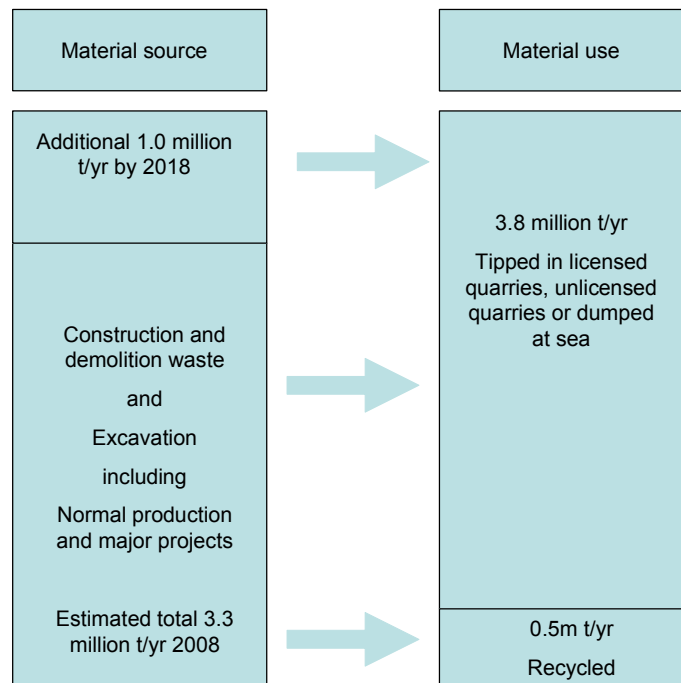 Material source
Material use
Additional 1.0 million
t/yr by 2018
3.8 million t/yr
Tipped in licensed
quarries, unlicensed
quarries or dumped
at sea
Construction and
demolition waste
and
Excavation
including
Normal production
and major projects
Estimated total 3.3
million t/yr 2008
0.5m t/yr
Recycled